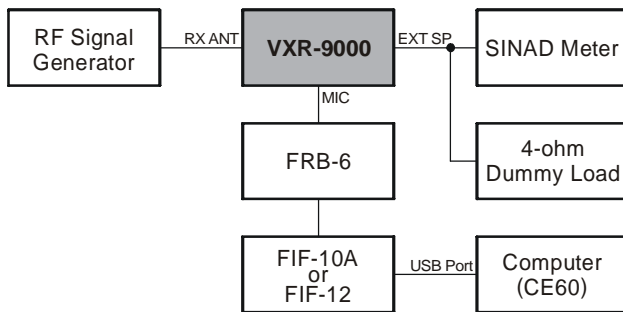 RF Signal
Generator
RX ANT
VXR-9000
EXT SP
SINAD Meter
MIC
FRB-6
4-ohm
Dummy Load
FIF-10A
or
FIF-12
USB Port
Computer
(CE60)